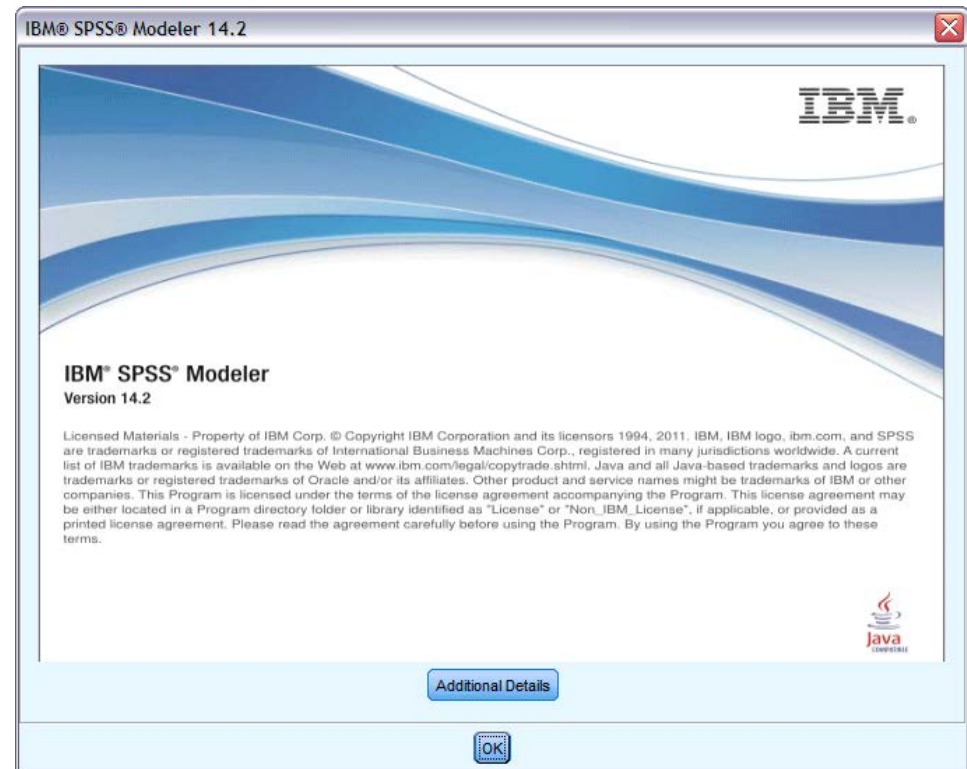 IBM® SPSS® Modeler 14.2
IBM®
IBM® SPSS® Modeler
Version 14.2
Licensed Materials - Property of IBM Corp. © Copyright IBM Corporation and its licensors 1994, 2011. IBM, IBM logo, ibm.com, and SPSS
are trademarks or registered trademarks of International Business Machines Corp., registered in many jurisdictions worldwide. A current
list of IBM trademarks is available on the Web at www.ibm.com/legal/copytrade.shtml. Java and all Java-based trademarks and logos are
trademarks or registered trademarks of Oracle and/or its affiliates. Other product and service names might be trademarks of IBM or other
companies. This Program is licensed under the terms of the license agreement accompanying the Program. This license agreement may
be either located in a Program directory folder or library identified as "License" or "Non_IBM_License", if applicable, or provided as a
printed license agreement. Please read the agreement carefully before using the Program. By using the Program you agree to these
terms.
Java
COMPATIBLE
Additional Details
OK